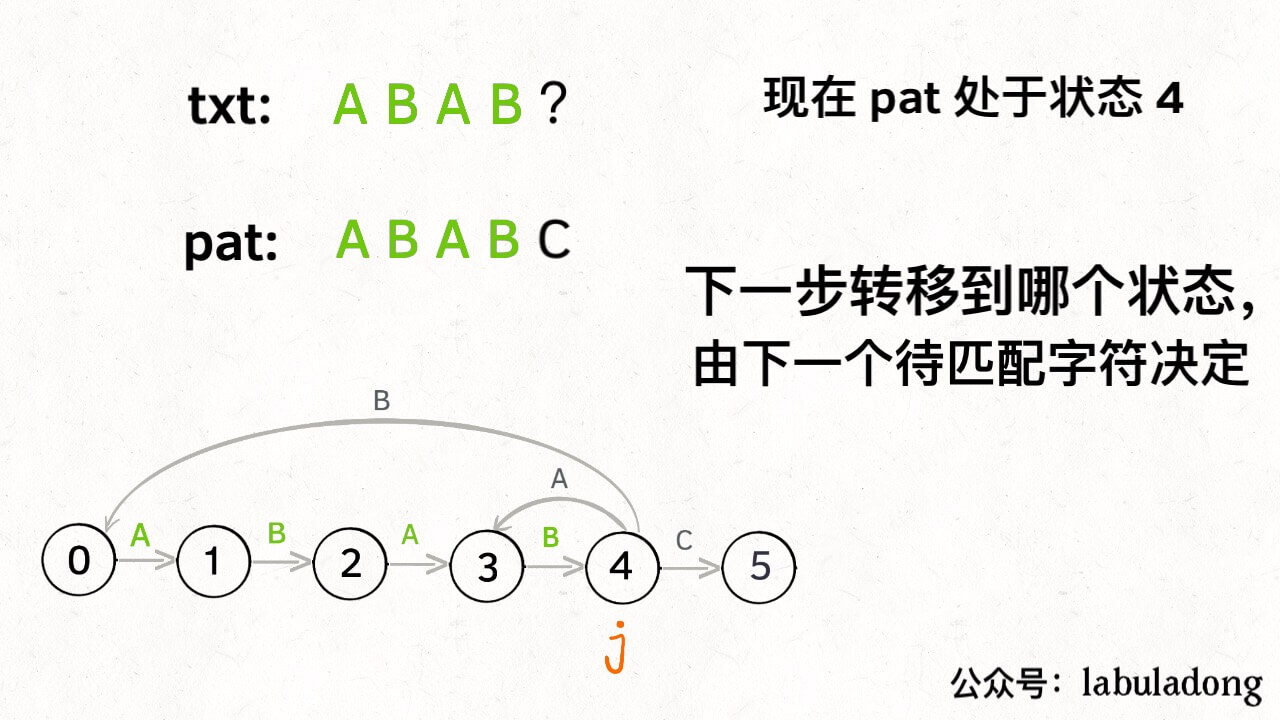 txt: A B A B ?
现在 pat 处于状态 4
pat: A B A B C
下一步转移到哪个状态，
由下一个待匹配字符决定
B
A
A B A B C
0 1 2 3 4 5
j
公众号：labuladong